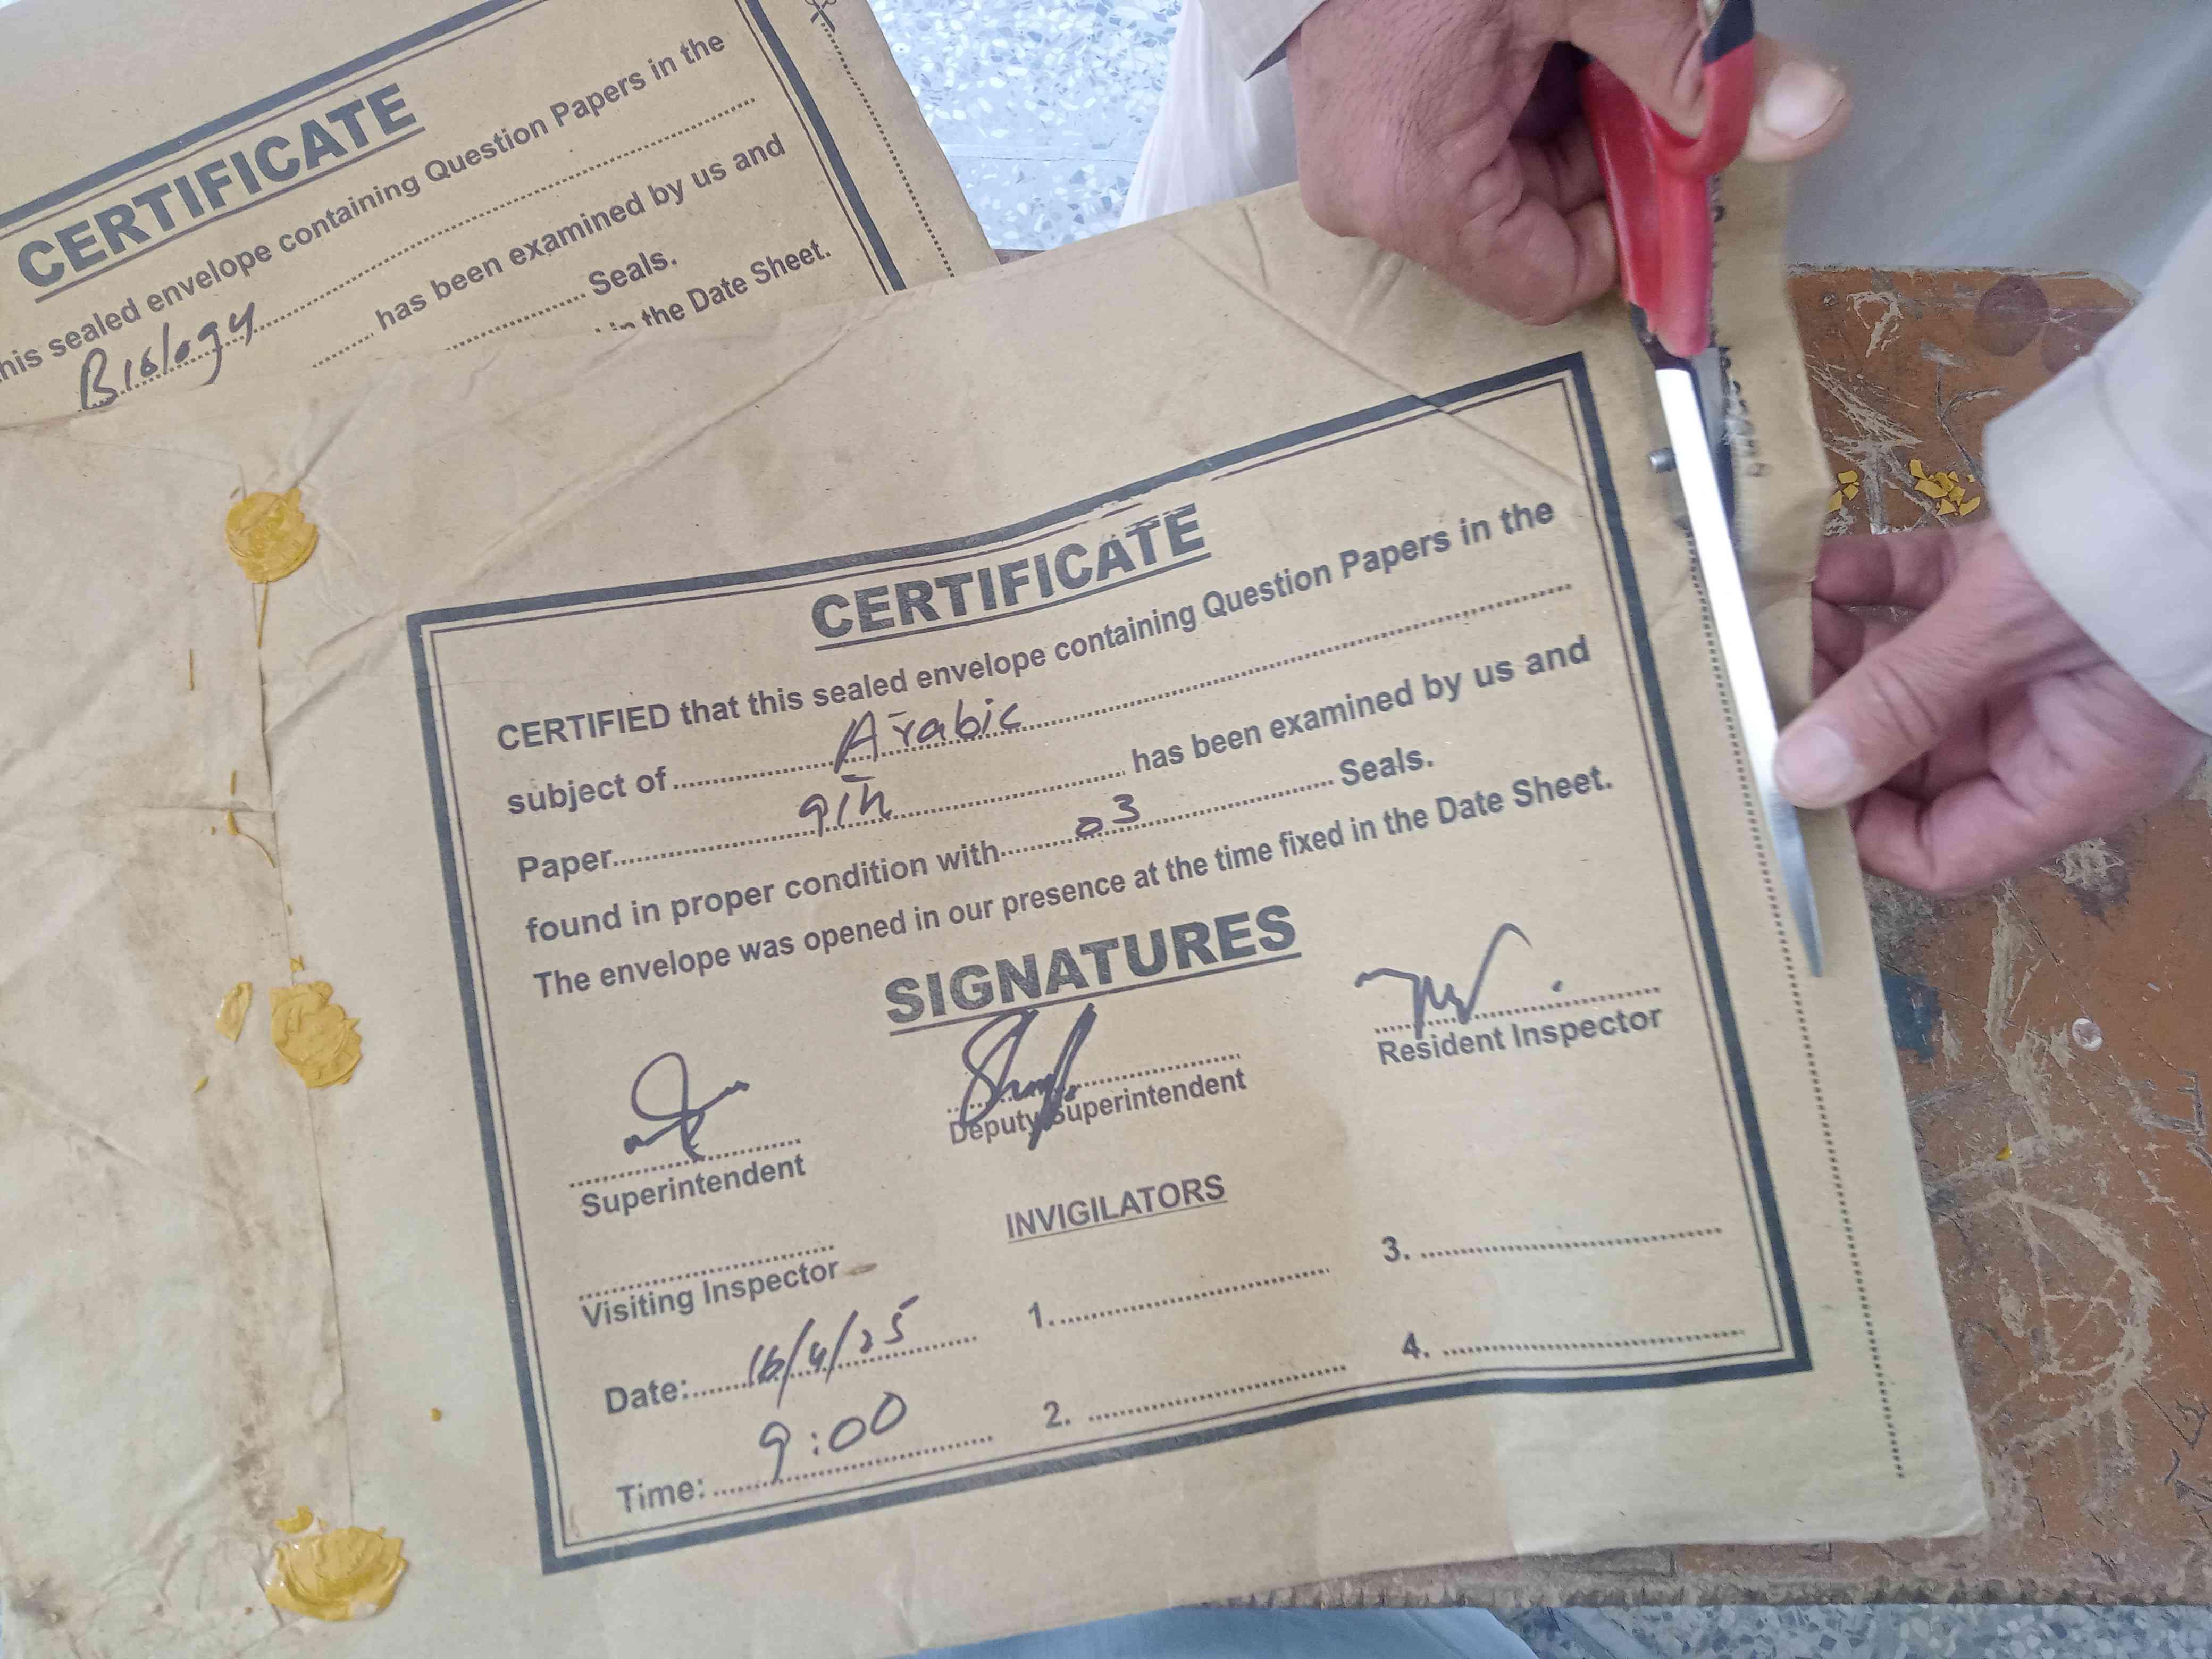 CERTIFICATE
his sealed envelope containing Question Papers in the
Biology
has been examined by us and
Seals.
in the Date Sheet.
CERTIFICATE
CERTIFIED that this sealed envelope containing Question Papers in the
subject of Arabic
Paper 9th has been examined by us and
found in proper condition with 03 Seals.
The envelope was opened in our presence at the time fixed in the Date Sheet.
SIGNATURES
Superintendent
Deputy Superintendent
Resident Inspector
Visiting Inspector
INVIGILATORS
1.
2.
3.
4.
Date: 16/4/25
Time: 9:00